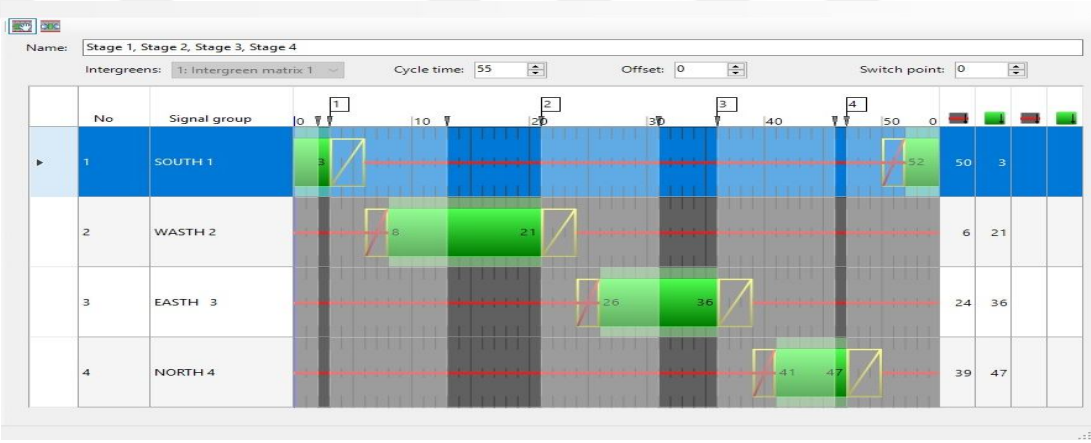 Name: Stage 1, Stage 2, Stage 3, Stage 4
Intergreens: 1: Intergreen matrix 1 Cycle time: 55 Offset: 0 Switch point: 0
1 2 3 4
No Signal group 0 10 20 30 40 50 0
1 SOUTH 1 3 52 50 3
2 WASTH 2 8 21 6 21
3 EASTH 3 26 36 24 36
4 NORTH 4 41 47 39 47